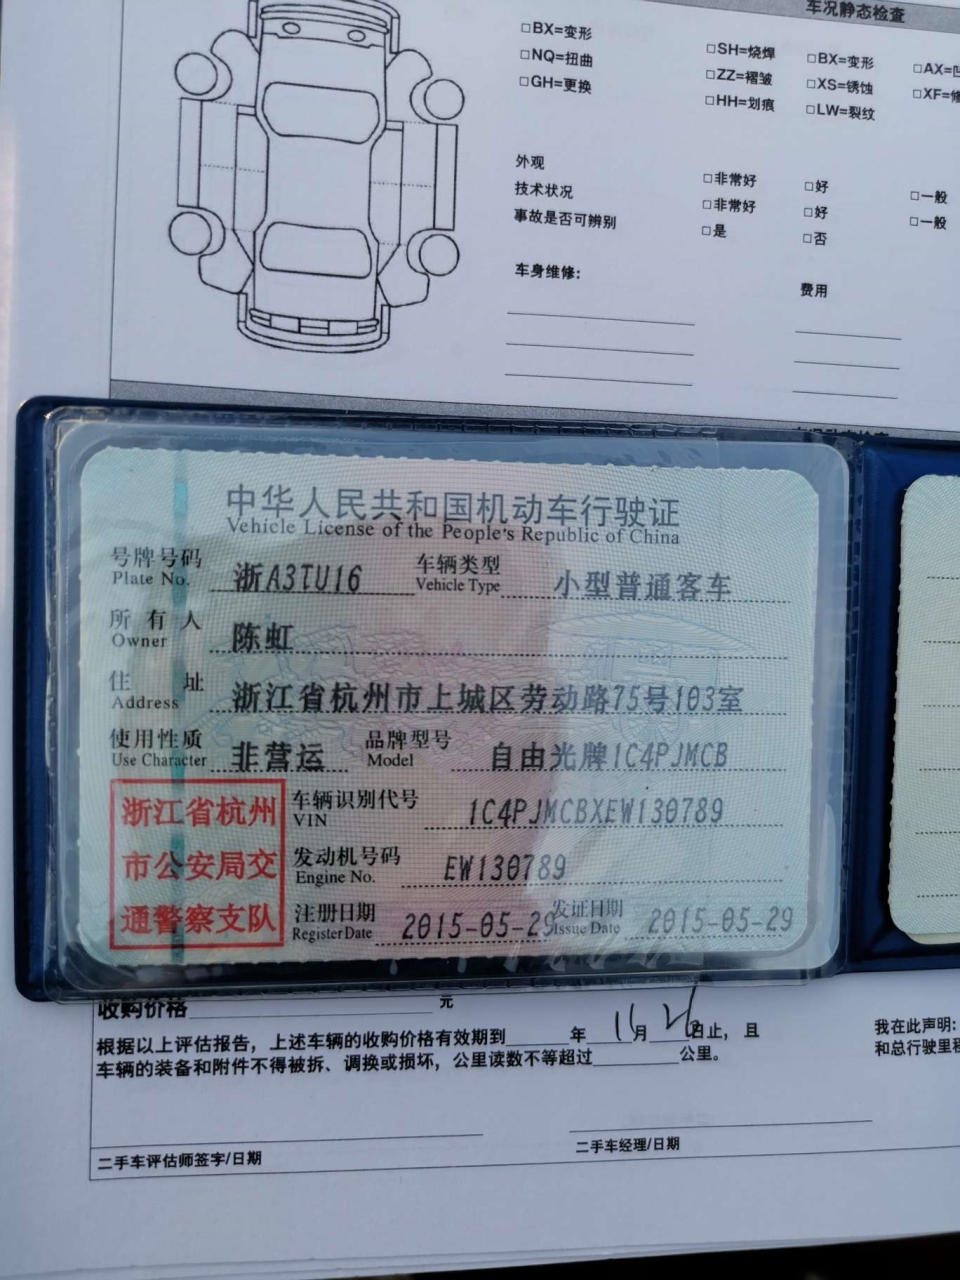 车况静态检查
□BX=变形
□NQ=扭曲
□GH=更换
□SH=烧焊 □BX=变形 □AX=凹
□ZZ=褶皱 □XS=锈蚀 □XF=修
□HH=划痕 □LW=裂纹
外观 □非常好 □好 □一般
技术状况 □非常好 □好 □一般
事故是否可辨别 □是 □否
车身维修: 费用
中华人民共和国机动车行驶证
Vehicle License of the People's Republic of China
号牌号码 浙A3TU16 车辆类型 小型普通客车
Plate No. Vehicle Type
所有人 陈虹
Owner
住址 浙江省杭州市上城区劳动路75号103室
Address
使用性质 非营运 品牌型号 自由光牌1C4PJMCB
Use Character Model
浙江省杭州
市公安局交
通警察支队
车辆识别代号 1C4PJMCBXEW130789
VIN
发动机号码 EW130789
Engine No.
注册日期 2015-05-29 发证日期 2015-05-29
Register Date Issue Date
收购价格 元
根据以上评估报告，上述车辆的收购价格有效期到 年 11月 26日止，且
车辆的装备和附件不得被拆、调换或损坏，公里读数不等超过 公里。
我在此声明:
和总行驶里程
二手车评估师签字/日期 二手车经理/日期